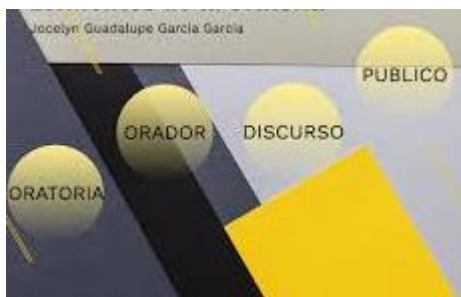 Jocelyn Guadalupe Garcia Garcia
PUBLICO
ORADOR
DISCURSO
ORATORIA